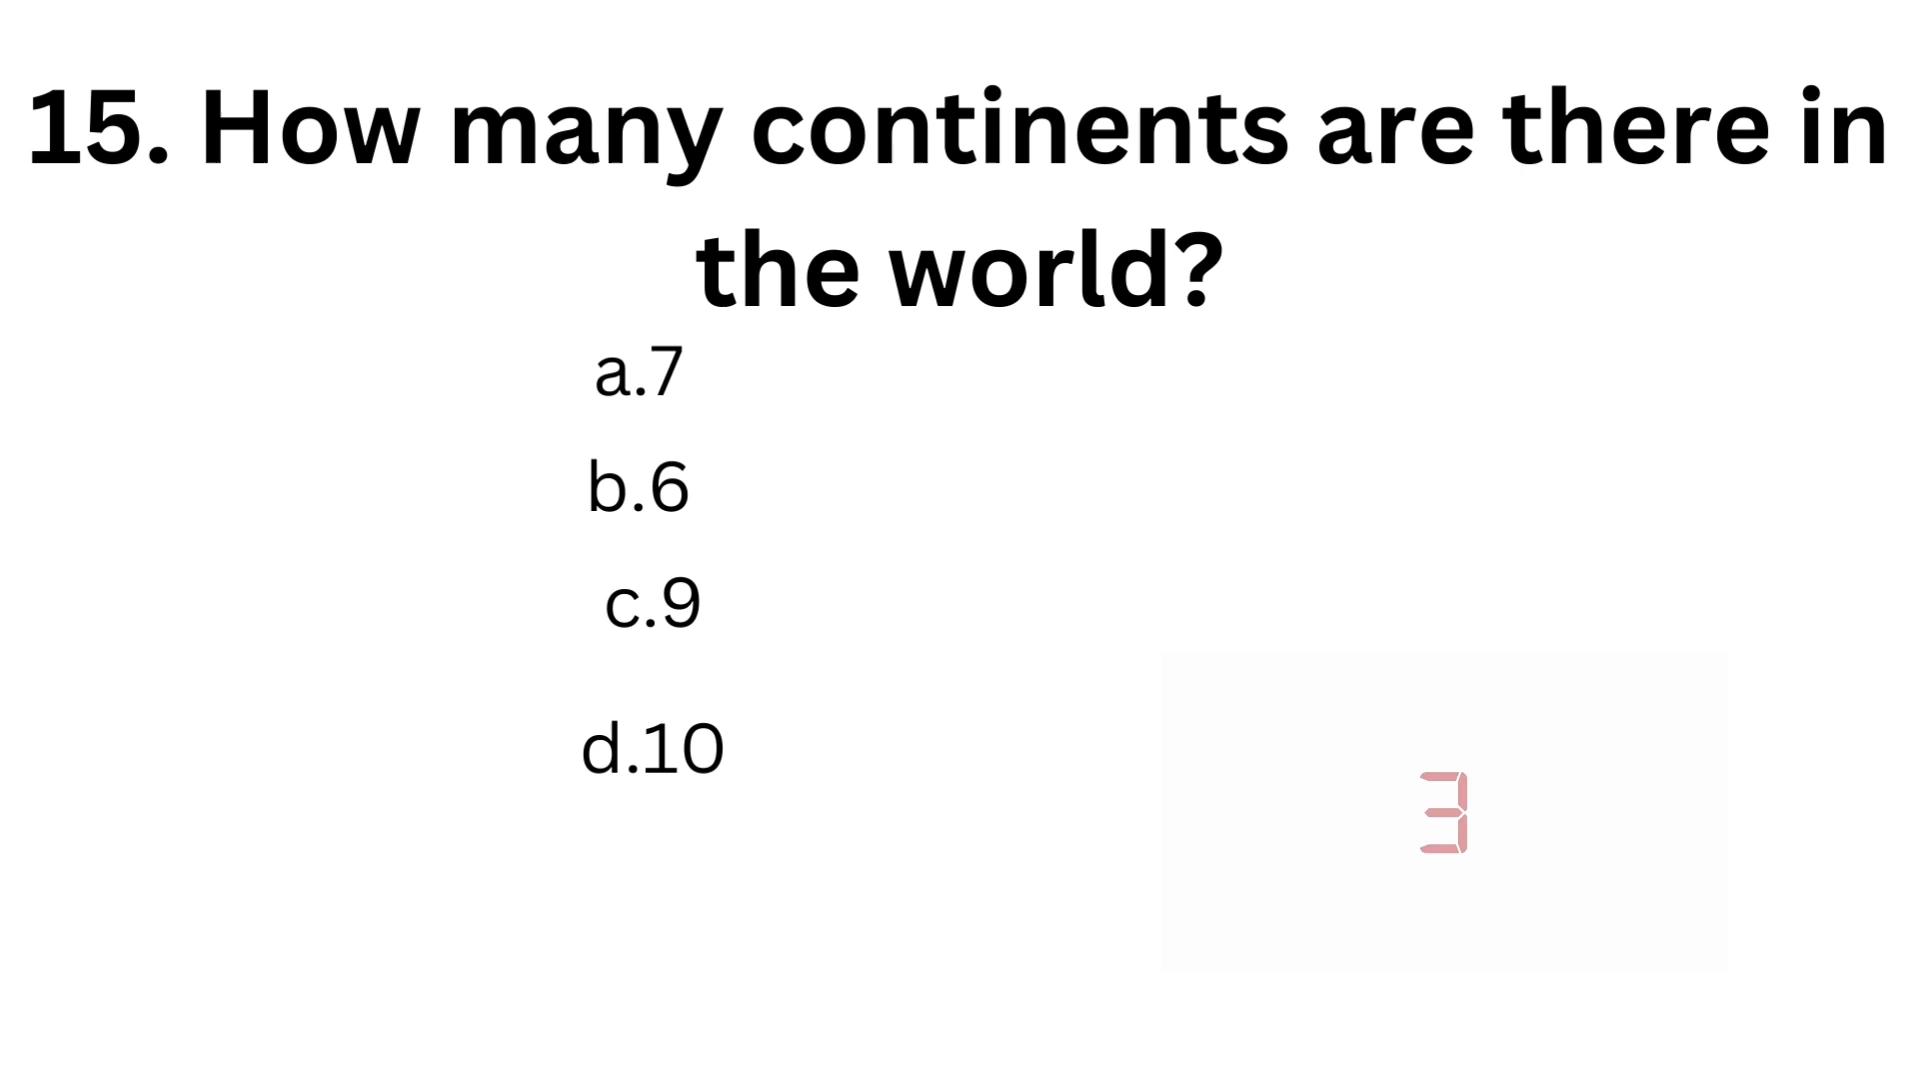 15. How many continents are there in
the world?
a.7
b.6
c.9
d.10
3